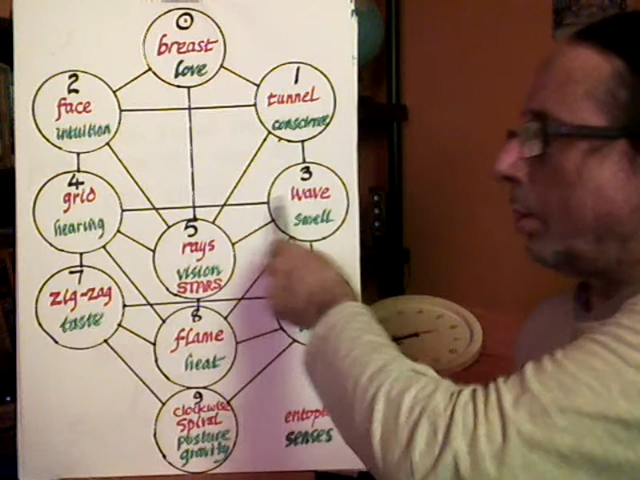 0
breast
love
1
tunnel
2
face
intuition
3
wave
smell
4
grid
hearing
5
rays
vision
STARS
7
zig-zag
taste
8
flame
heat
9
clockwise
spiral
posture
gravity
senses